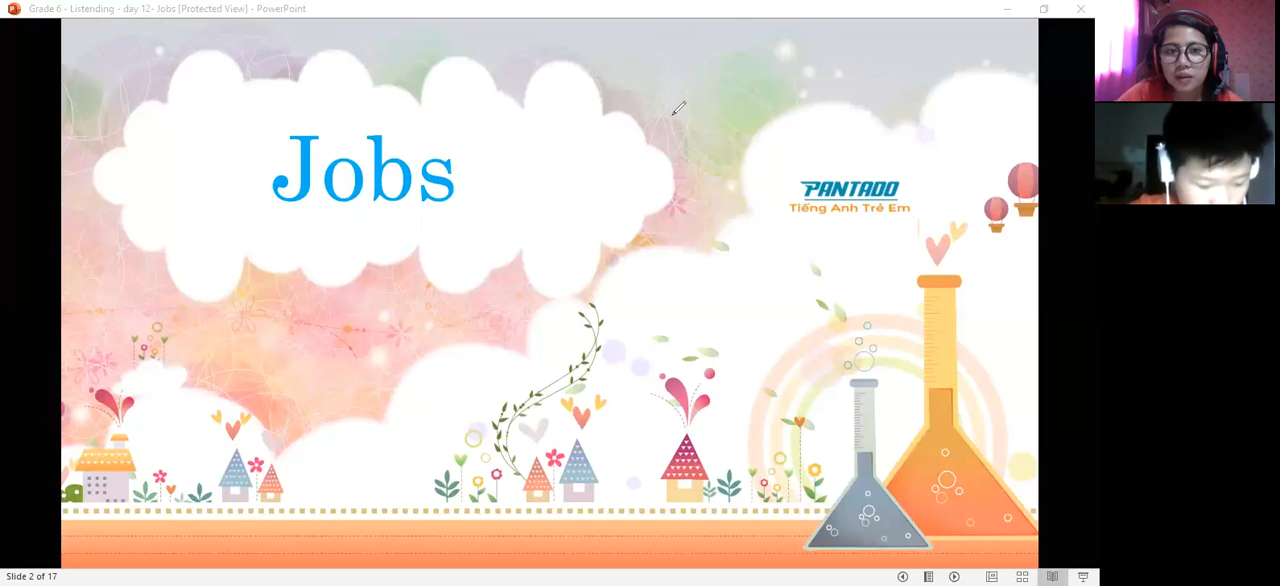 Grade 6 - Listending - day 12- Jobs [Protected View] - PowerPoint
Jobs
PANTADO
Tiếng Anh Trẻ Em
Slide 2 of 17